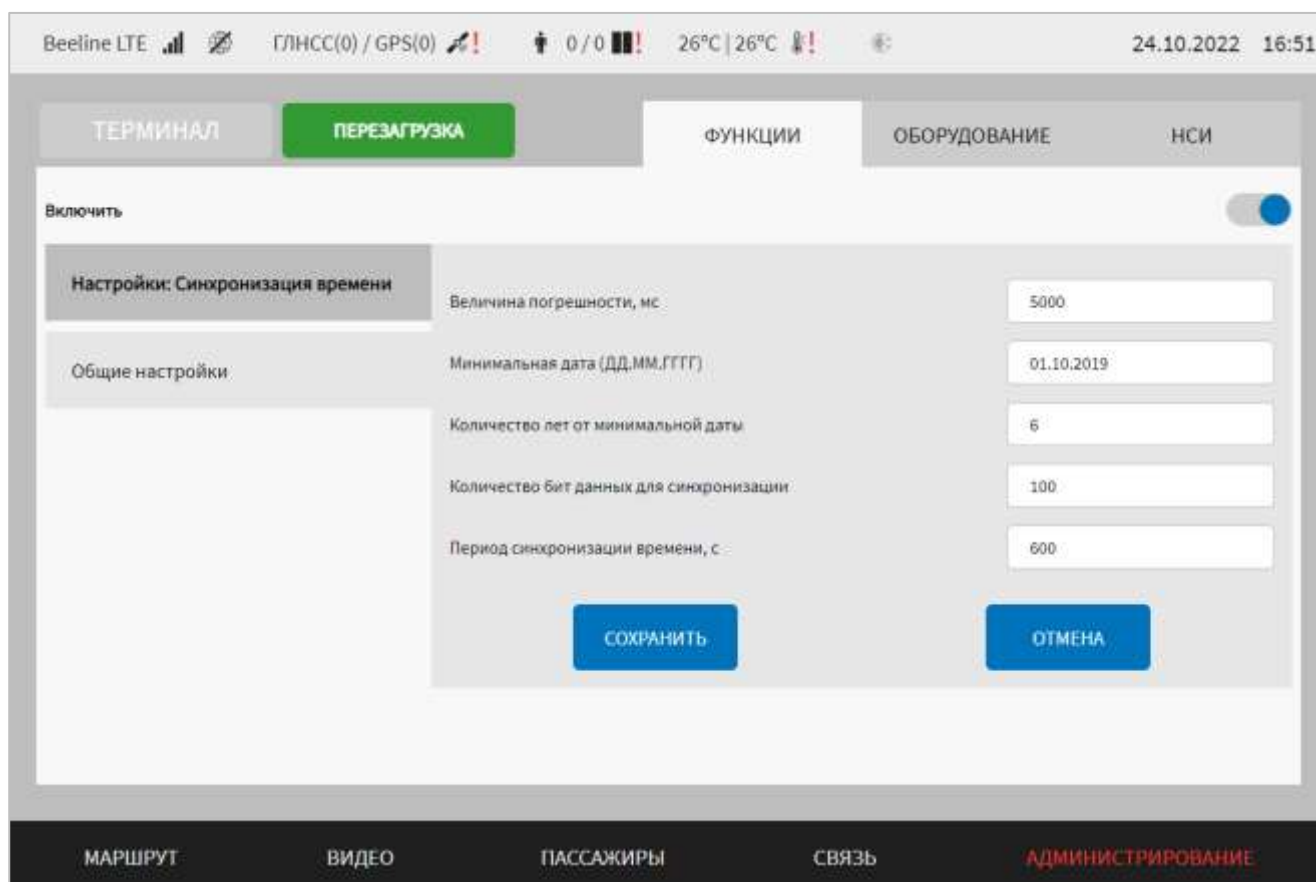 Beeline LTE ГЛНСС(0) / GPS(0) ! 0 / 0 ! 26°C | 26°C ! 24.10.2022 16:51
ТЕРМИНАЛ ПЕРЕЗАГРУЗКА ФУНКЦИИ ОБОРУДОВАНИЕ НСИ
Включить
Настройки: Синхронизация времени
Общие настройки
Величина погрешности, мс 5000
Минимальная дата (ДД.ММ.ГГГГ) 01.10.2019
Количество лет от минимальной даты 6
Количество бит данных для синхронизации 100
Период синхронизации времени, с 600
СОХРАНИТЬ ОТМЕНА
МАРШРУТ ВИДЕО ПАССАЖИРЫ СВЯЗЬ АДМИНИСТРИРОВАНИЕ